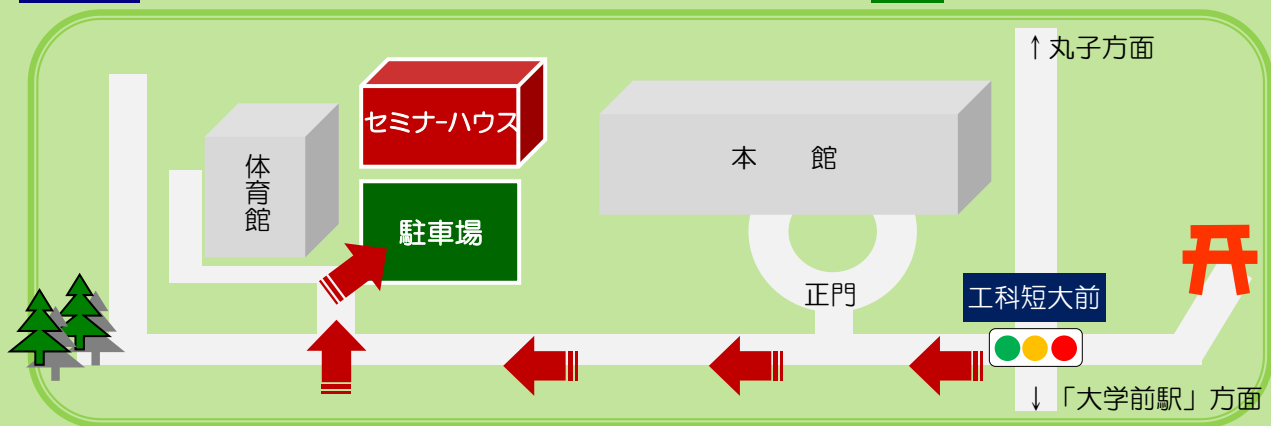 ↑ 丸子方面
セミナーハウス
体育館
本 館
駐車場
正門
工科短大前
↓「大学前駅」方面